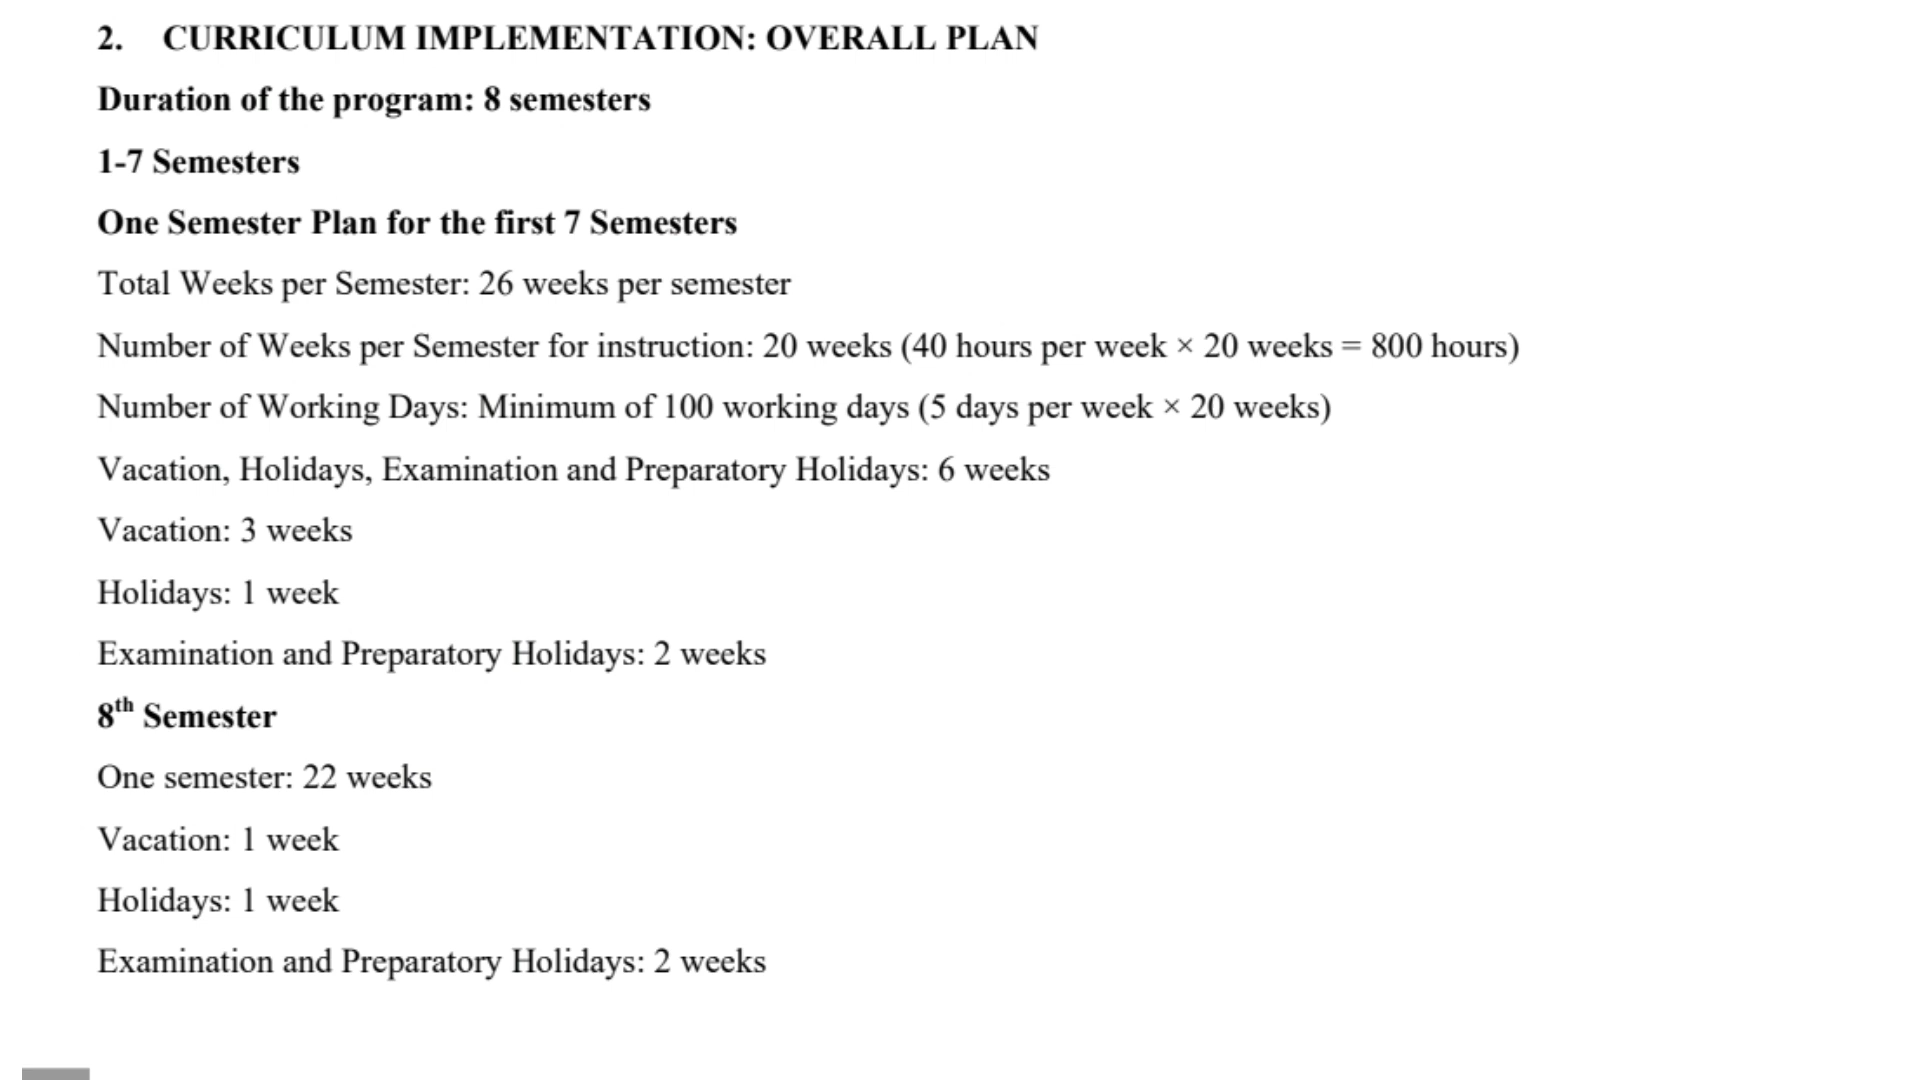 2. CURRICULUM IMPLEMENTATION: OVERALL PLAN
Duration of the program: 8 semesters
1-7 Semesters
One Semester Plan for the first 7 Semesters
Total Weeks per Semester: 26 weeks per semester
Number of Weeks per Semester for instruction: 20 weeks (40 hours per week × 20 weeks = 800 hours)
Number of Working Days: Minimum of 100 working days (5 days per week × 20 weeks)
Vacation, Holidays, Examination and Preparatory Holidays: 6 weeks
Vacation: 3 weeks
Holidays: 1 week
Examination and Preparatory Holidays: 2 weeks
8th Semester
One semester: 22 weeks
Vacation: 1 week
Holidays: 1 week
Examination and Preparatory Holidays: 2 weeks